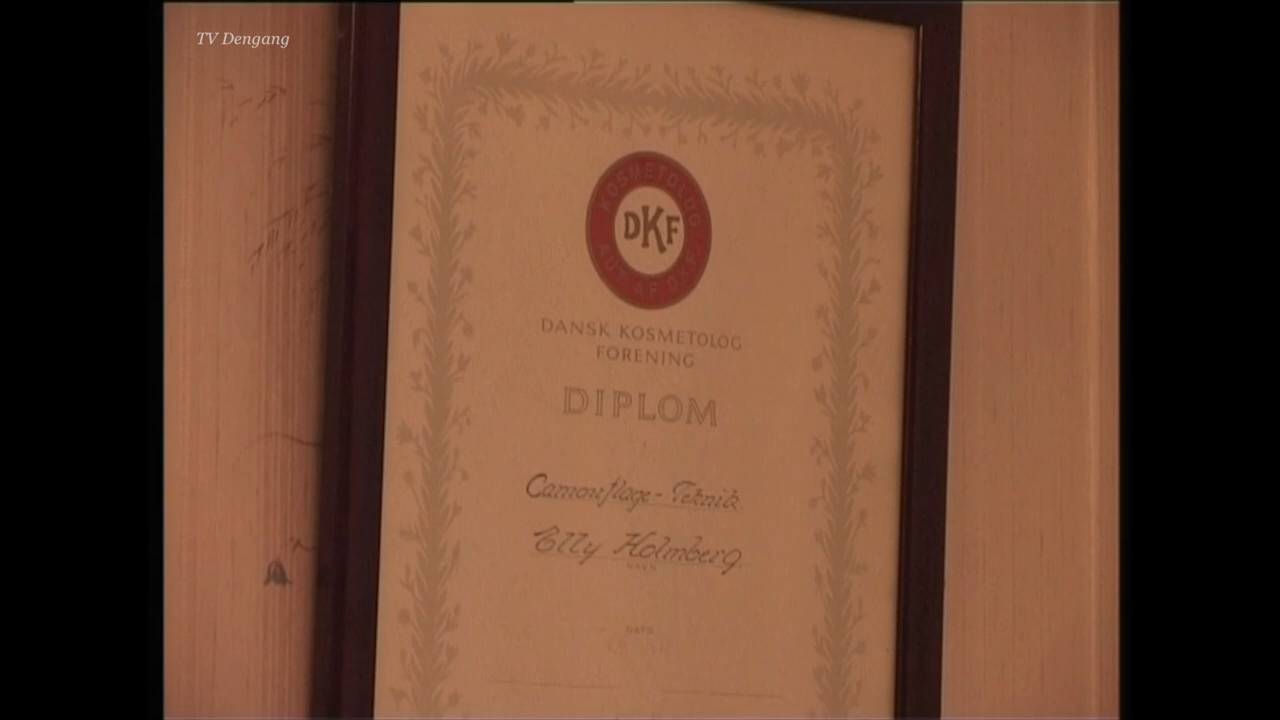 TV Dengang
KOSMETOLOG
DKF
AUT AF D.K.F.
DANSK KOSMETOLOG
FORENING
DIPLOM
Camouflage-Teknik
Elly Holmberg
NAVN
DATO